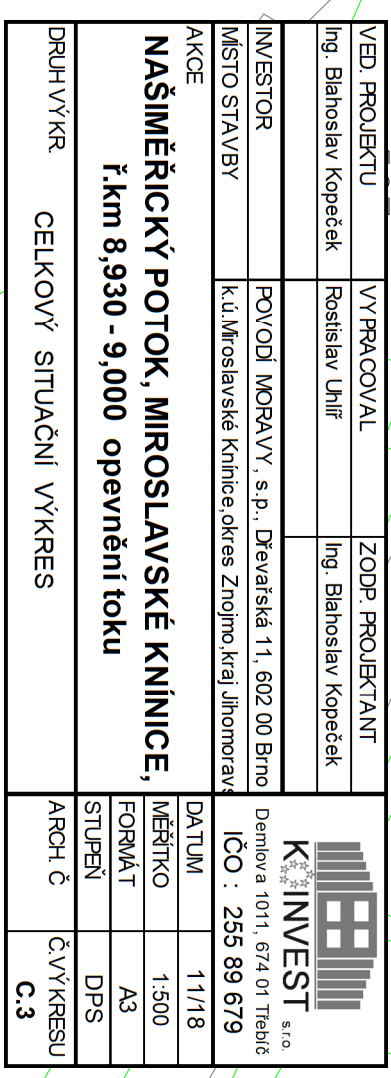 VED. PROJEKTU VYPRACOVAL ZODP. PROJEKTANT
Ing. Blahoslav Kopeček Rostislav Uhlíř Ing. Blahoslav Kopeček
INVESTOR POVODÍ MORAVY, s.p., Dřevařská 11, 602 00 Brno
MÍSTO STAVBY k.ú.Miroslavské Knínice,okres Znojmo,kraj Jihomoravs
AKCE
NAŠIMĚŘICKÝ POTOK, MIROSLAVSKÉ KNÍNICE,
ř.km 8,930 - 9,000 opevnění toku
DRUH VÝKR. CELKOVÝ SITUAČNÍ VÝKRES
K INVEST s.r.o.
Demlova 1011, 674 01 Třebíč
IČO : 255 89 679
DATUM 11/18
MĚŘÍTKO 1:500
FORMÁT A3
STUPEŇ DPS
ARCH. Č Č.VÝKRESU
C.3